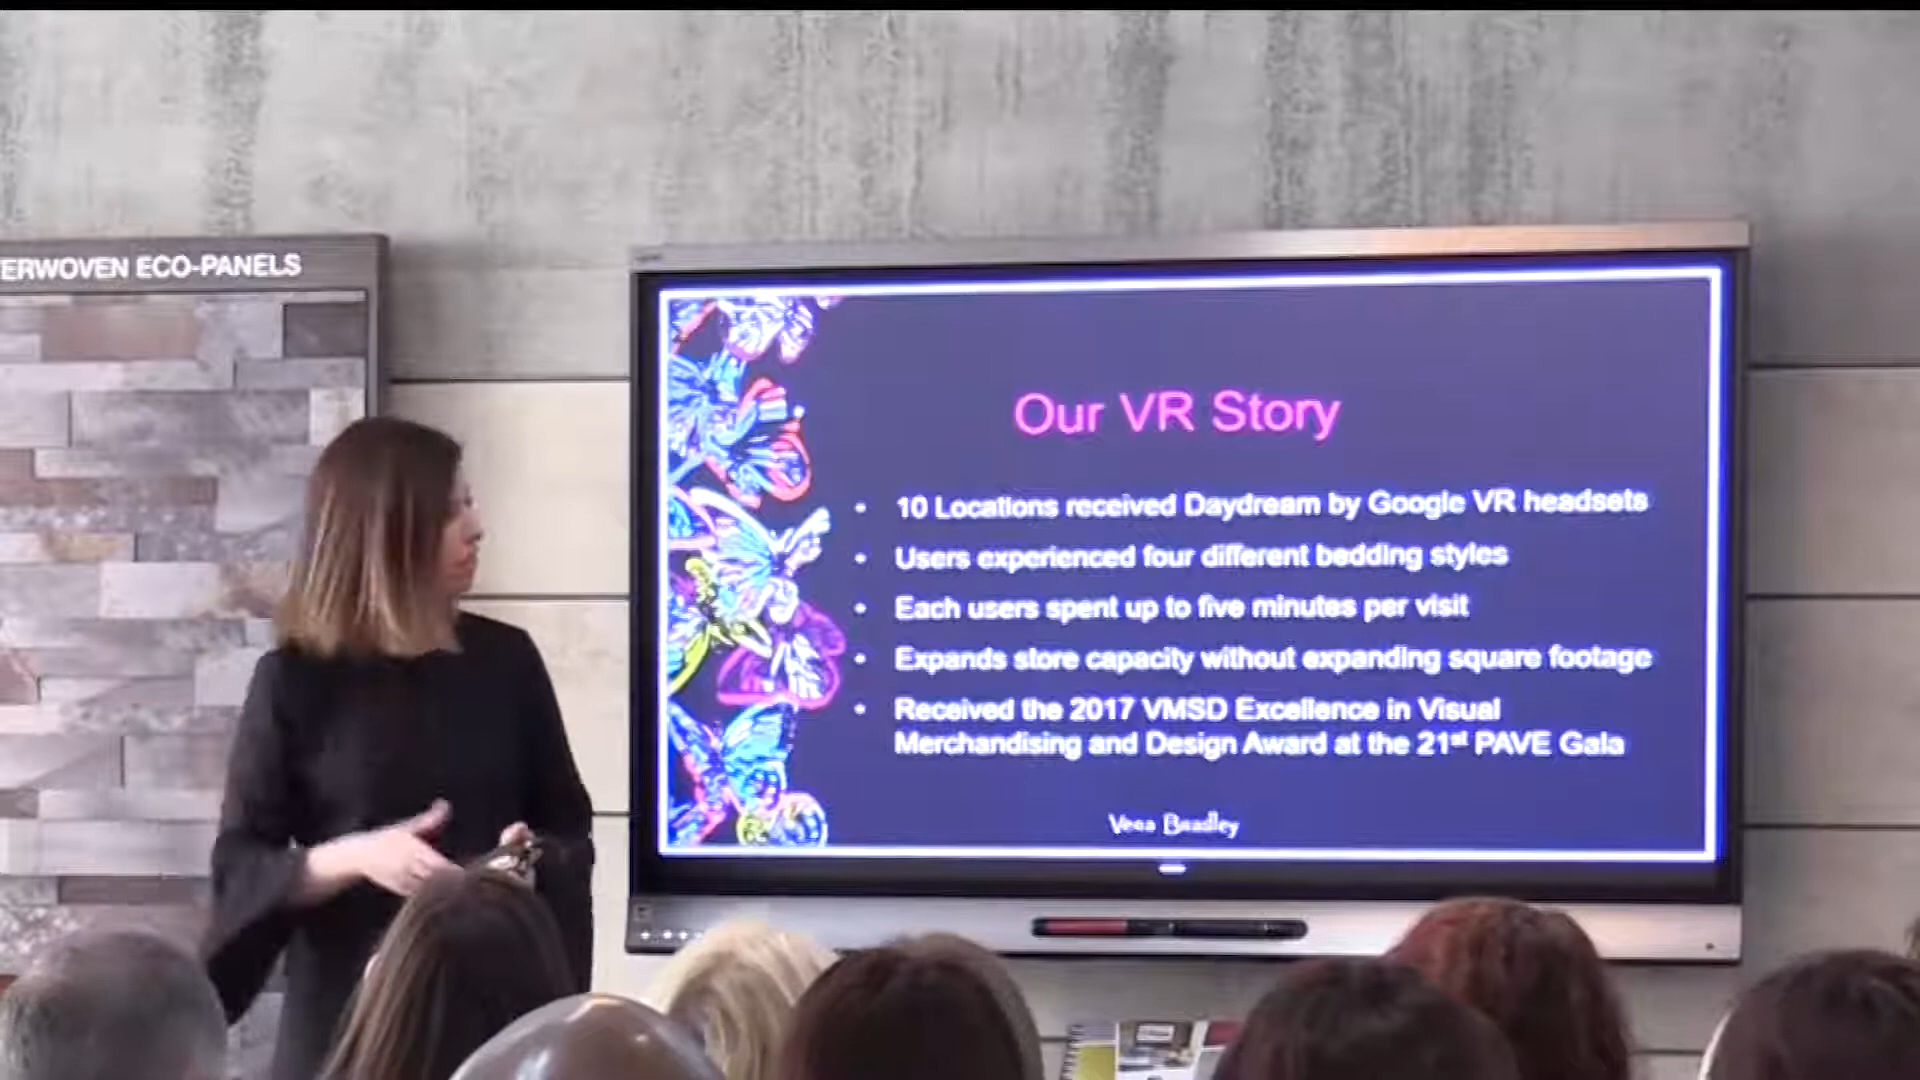 ERWOVEN ECO-PANELS
Our VR Story
• 10 Locations received Daydream by Google VR headsets
• Users experienced four different bedding styles
• Each users spent up to five minutes per visit
• Expands store capacity without expanding square footage
• Received the 2017 VMSD Excellence in Visual
Merchandising and Design Award at the 21st PAVE Gala
Vera Bradley